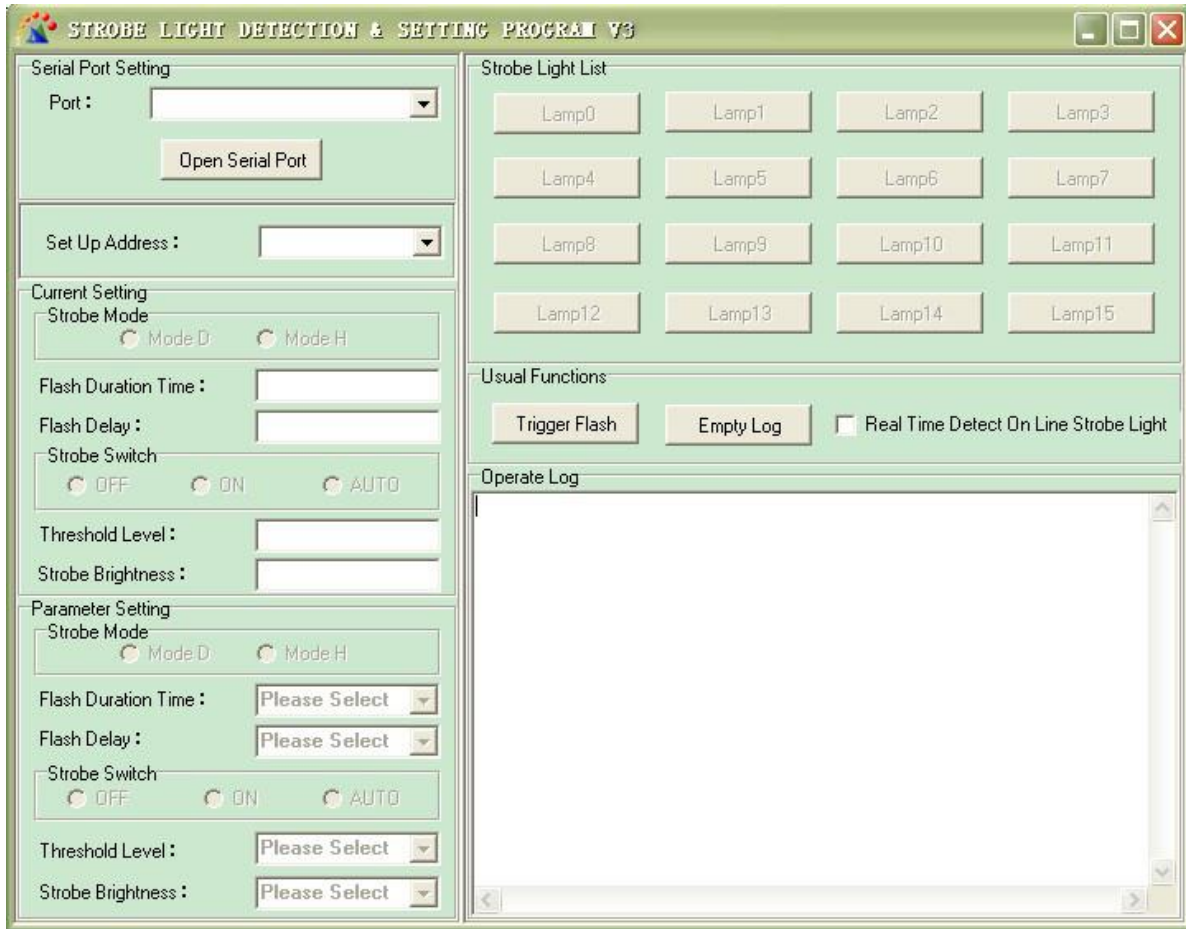 STROBE LIGHT DETECTION & SETTING PROGRAM V3
Serial Port Setting
Port:
Open Serial Port
Set Up Address:
Current Setting
Strobe Mode
Mode D Mode H
Flash Duration Time:
Flash Delay:
Strobe Switch
OFF ON AUTO
Threshold Level:
Strobe Brightness:
Parameter Setting
Strobe Mode
Mode D Mode H
Flash Duration Time: Please Select
Flash Delay: Please Select
Strobe Switch
OFF ON AUTO
Threshold Level: Please Select
Strobe Brightness: Please Select
Strobe Light List
Lamp0 Lamp1 Lamp2 Lamp3
Lamp4 Lamp5 Lamp6 Lamp7
Lamp8 Lamp9 Lamp10 Lamp11
Lamp12 Lamp13 Lamp14 Lamp15
Usual Functions
Trigger Flash Empty Log Real Time Detect On Line Strobe Light
Operate Log